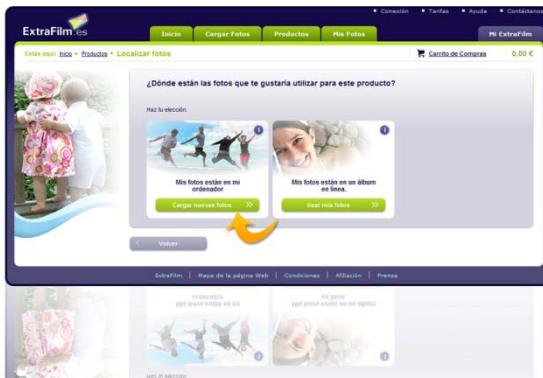 Conexión Tarifas Ayuda Contáctanos
ExtraFilm.es
Inicio Cargar Fotos Productos Mis Fotos Mi ExtraFilm
Estás aquí: Inicio Productos Localizar fotos
Carrito de Compras 0,00 €
¿Dónde están las fotos que te gustaría utilizar para este producto?
Haz tu elección:
Mis fotos están en mi ordenador
Mis fotos están en un álbum en línea.
Cargar nuevas fotos
Usar mis fotos
Volver
ExtraFilm Mapa de la página Web Condiciones Afiliación Prensa